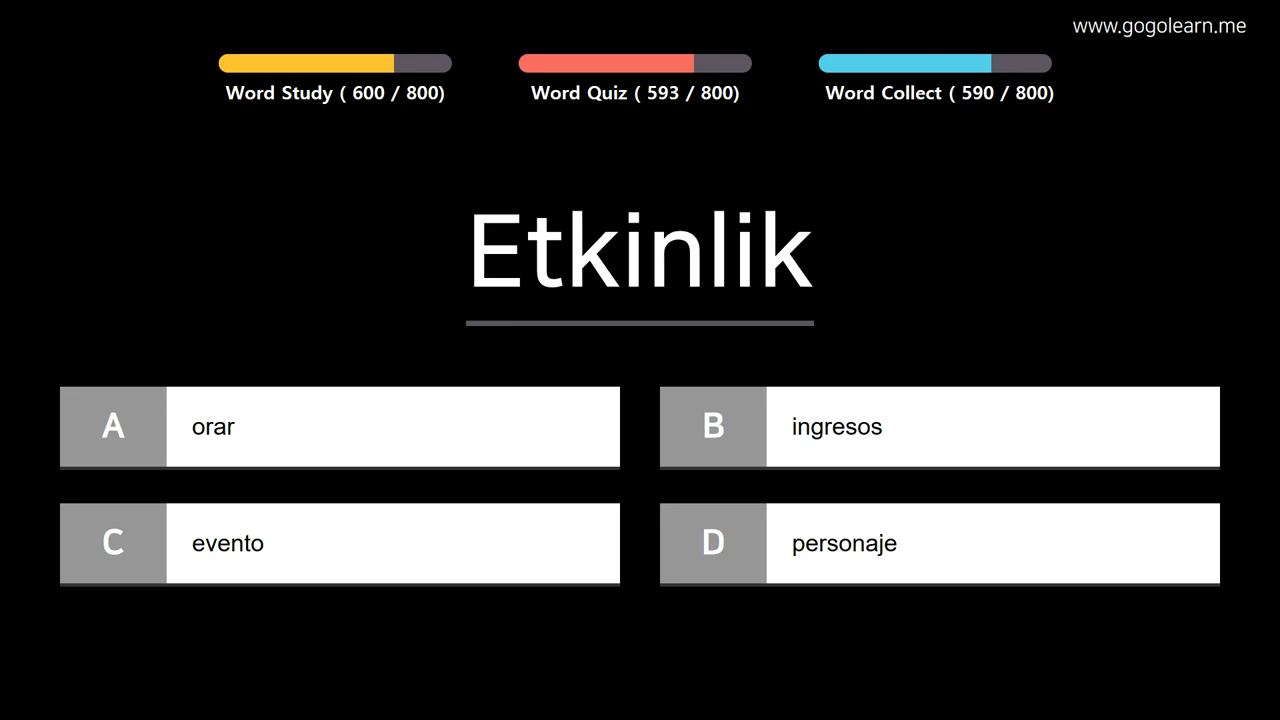 www.gogolearn.me
Word Study ( 600 / 800)
Word Quiz ( 593 / 800)
Word Collect ( 590 / 800)
Etkinlik
A orar
B ingresos
C evento
D personaje